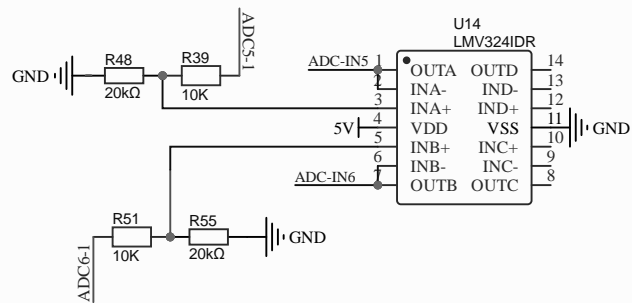 U14
LMV324IDR
ADC5-1
R48
R39
GND
20kΩ
10K
ADC-IN5
1
OUTA
OUTD
14
2
INA-
IND-
13
3
INA+
IND+
12
5V
4
VDD
VSS
11
GND
5
INB+
INC+
10
6
INB-
INC-
9
ADC-IN6
7
OUTB
OUTC
8
R51
R55
GND
10K
20kΩ
ADC6-1